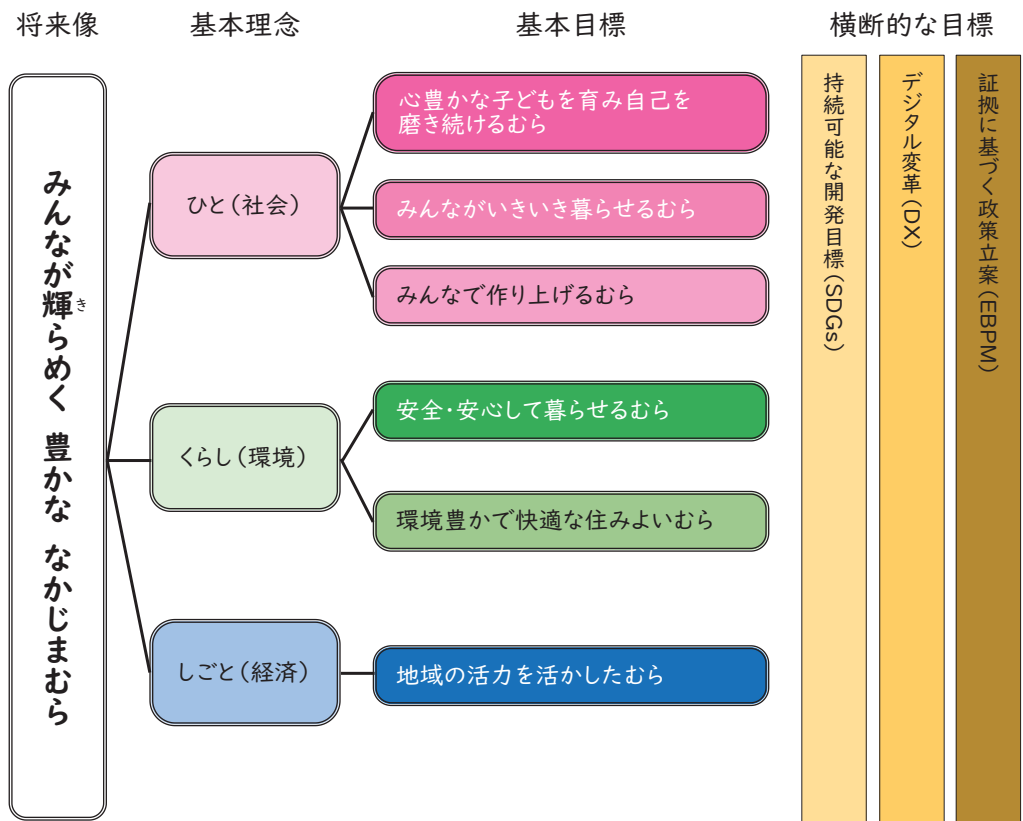 将来像
基本理念
基本目標
横断的な目標
みんなが輝らめく 豊かな なかじまむら
き
ひと(社会)
心豊かな子どもを育み自己を
磨き続けるむら
みんながいきいき暮らせるむら
みんなで作り上げるむら
くらし(環境)
安全・安心して暮らせるむら
環境豊かで快適な住みよいむら
しごと(経済)
地域の活力を活かしたむら
持続可能な開発目標(SDGs)
デジタル変革(DX)
証拠に基づく政策立案(EBPM)